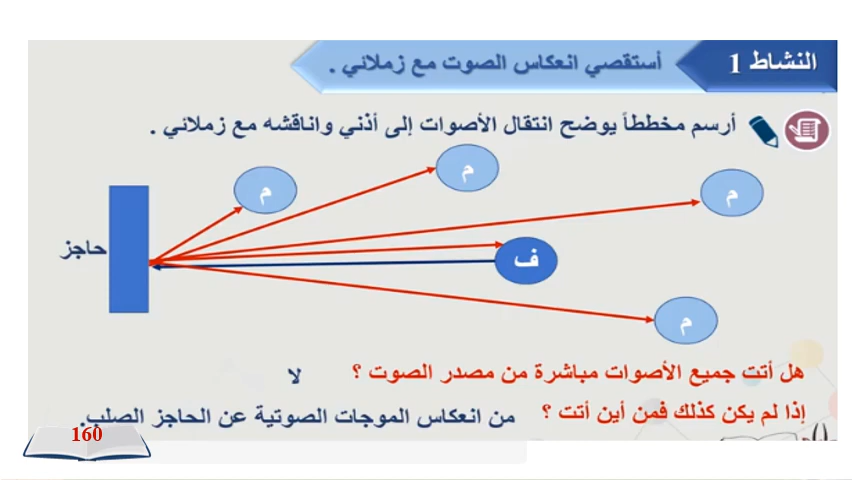 النشاط 1
أستقصي انعكاس الصوت مع زملائي .
أرسم مخططاً يوضح انتقال الأصوات إلى أذني واناقشه مع زملائي .
م
م
م
حاجز
ف
م
هل أتت جميع الأصوات مباشرة من مصدر الصوت ؟ لا
إذا لم يكن كذلك فمن أين أتت ؟ من انعكاس الموجات الصوتية عن الحاجز الصلب.
160